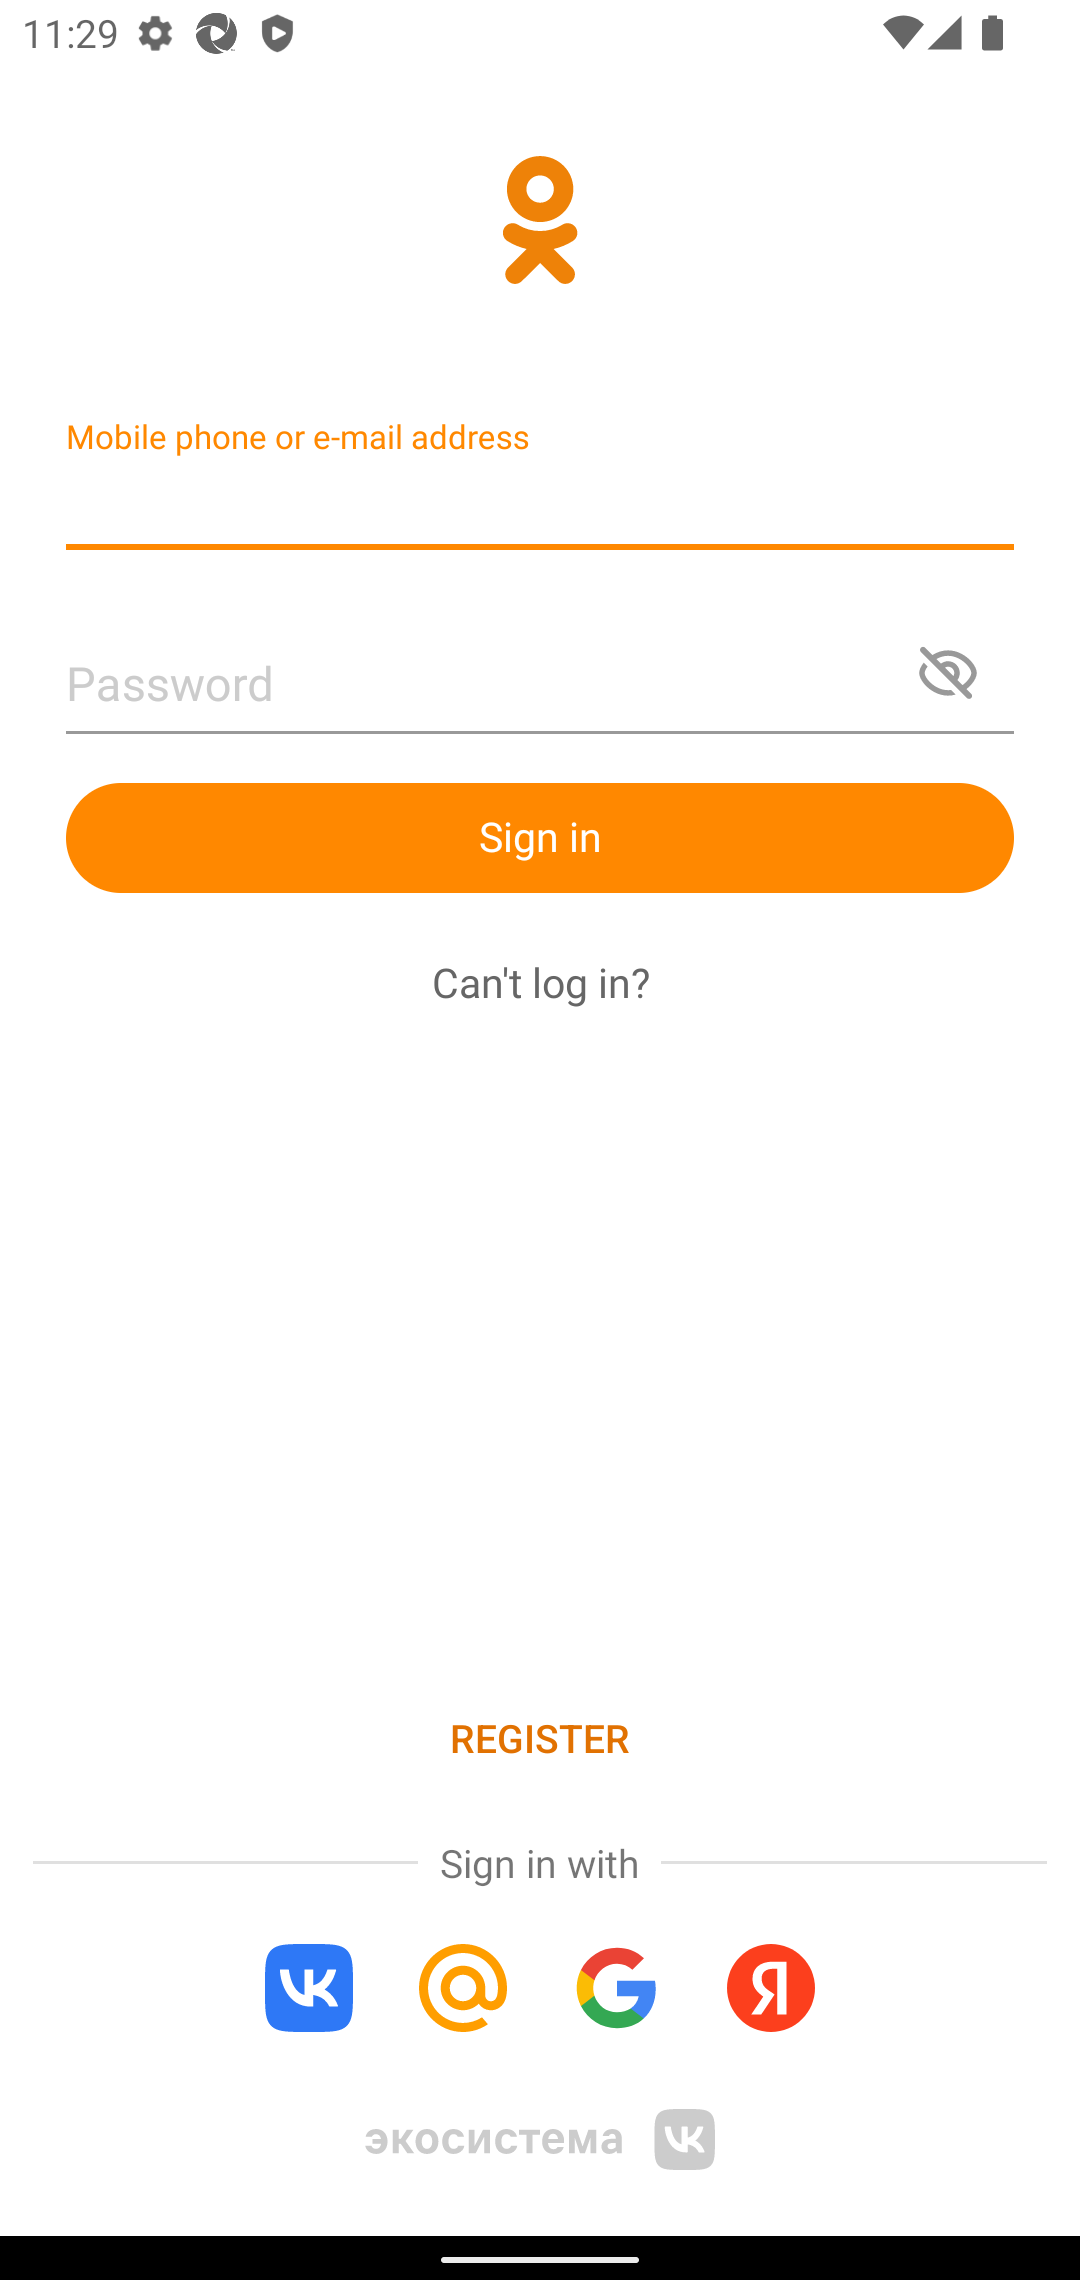 11:29
Mobile phone or e-mail address
Password
Sign in
Can't log in?
REGISTER
Sign in with
экосистема